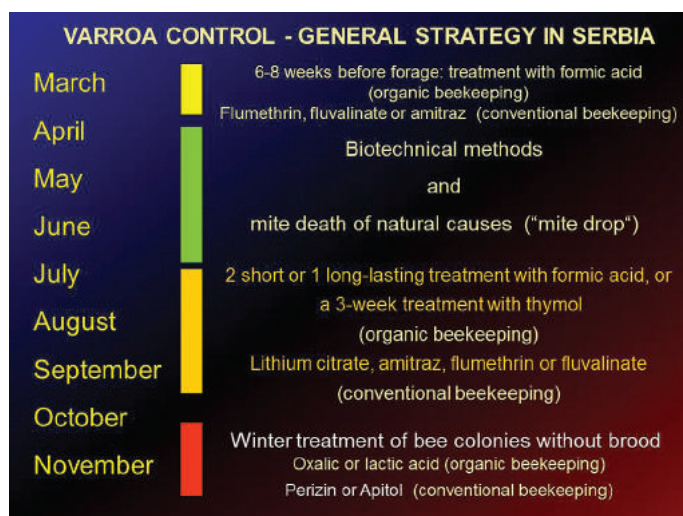 VARROA CONTROL - GENERAL STRATEGY IN SERBIA
March
6-8 weeks before forage: treatment with formic acid
(organic beekeeping)
Flumethrin, fluvalinate or amitraz (conventional beekeeping)
April
Biotechnical methods
May
and
June
mite death of natural causes ("mite drop“)
July
2 short or 1 long-lasting treatment with formic acid, or
a 3-week treatment with thymol
August
(organic beekeeping)
September
Lithium citrate, amitraz, flumethrin or fluvalinate
(conventional beekeeping)
October
Winter treatment of bee colonies without brood
November
Oxalic or lactic acid (organic beekeeping)
Perizin or Apitol (conventional beekeeping)